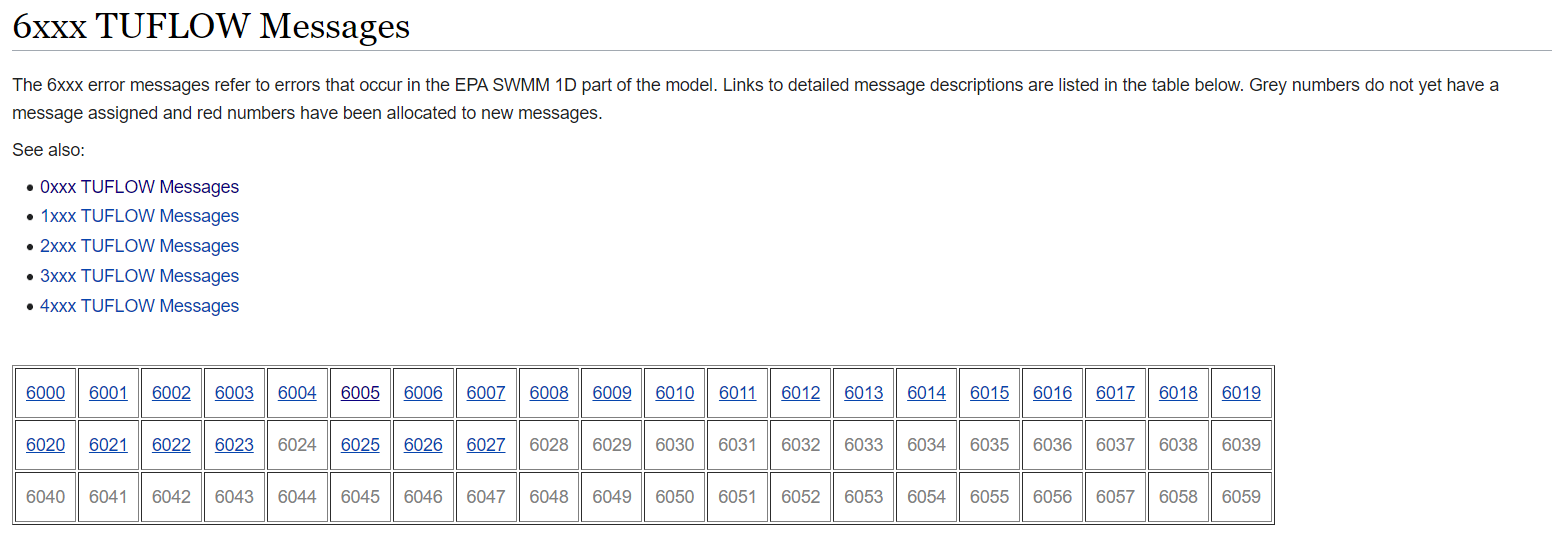 6xxx TUFLOW Messages
The 6xxx error messages refer to errors that occur in the EPA SWMM 1D part of the model. Links to detailed message descriptions are listed in the table below. Grey numbers do not yet have a
message assigned and red numbers have been allocated to new messages.
See also:
• 0xxx TUFLOW Messages
• 1xxx TUFLOW Messages
• 2xxx TUFLOW Messages
• 3xxx TUFLOW Messages
• 4xxx TUFLOW Messages
6000 6001 6002 6003 6004 6005 6006 6007 6008 6009 6010 6011 6012 6013 6014 6015 6016 6017 6018 6019
6020 6021 6022 6023 6024 6025 6026 6027 6028 6029 6030 6031 6032 6033 6034 6035 6036 6037 6038 6039
6040 6041 6042 6043 6044 6045 6046 6047 6048 6049 6050 6051 6052 6053 6054 6055 6056 6057 6058 6059